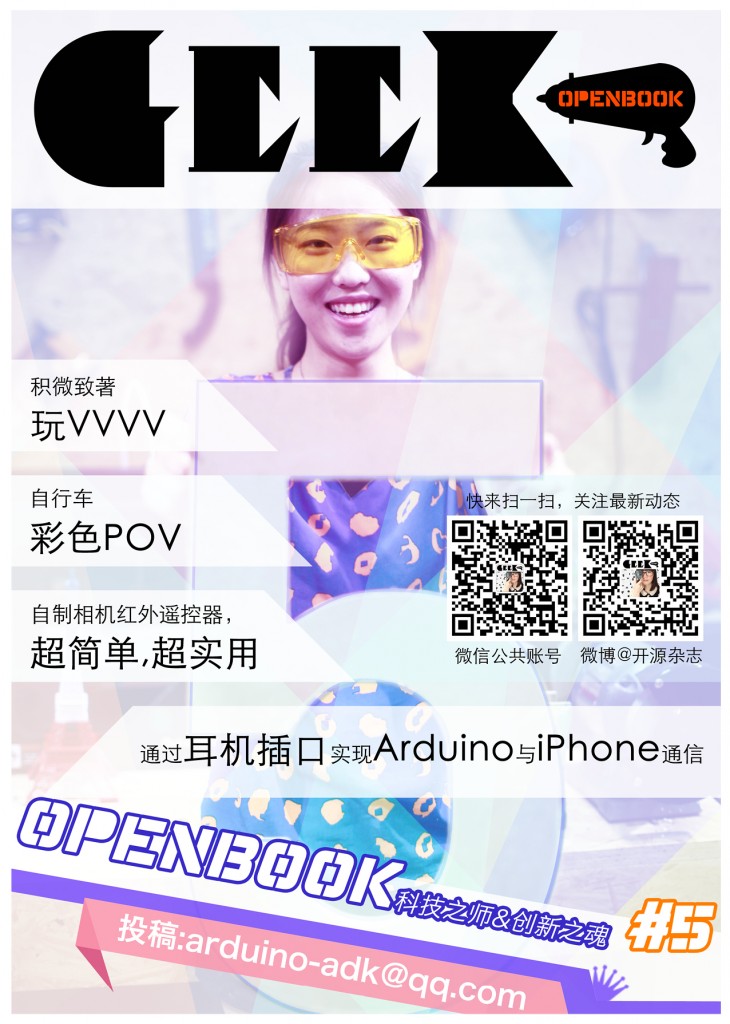 GEEK
OPENBOOK
积微致著
玩VVVV
自行车
彩色POV
快来扫一扫，关注最新动态
GEEK
GEEK
微信公共账号
微博@开源杂志
自制相机红外遥控器，
超简单,超实用
通过耳机插口实现Arduino与iPhone通信
OPENBOOK
科技之师&创新之魂
#5
投稿:arduino-adk@qq.com